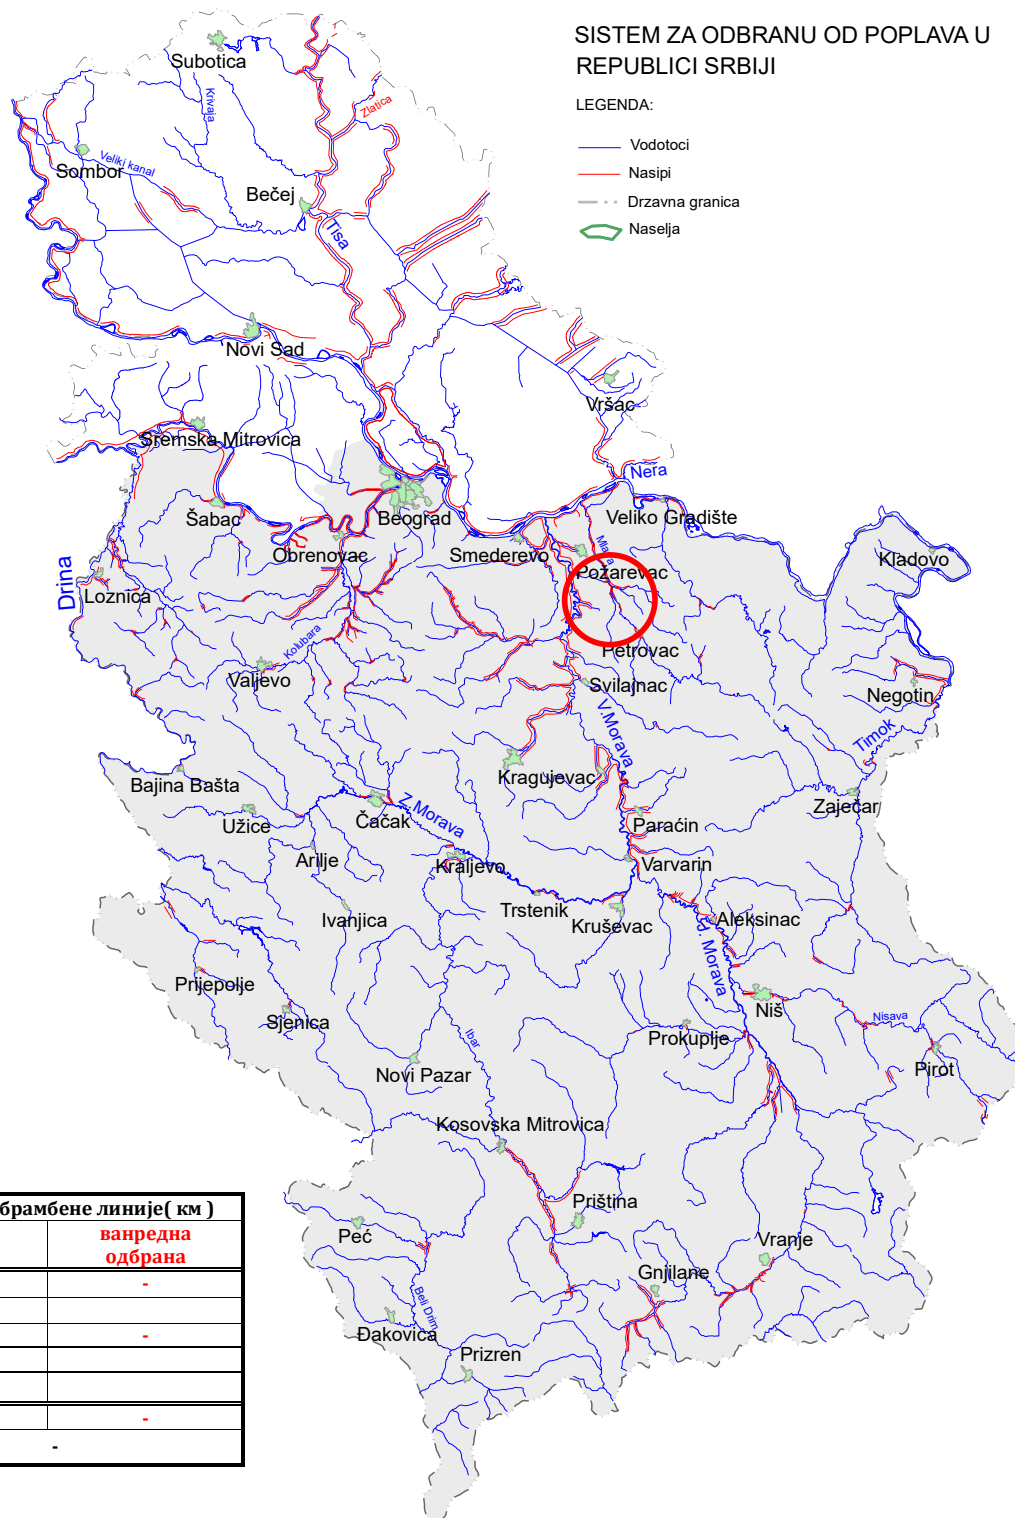 SISTEM ZA ODBRANU OD POPLAVA U
REPUBLICI SRBIJI
LEGENDA:
Vodotoci
Nasipi
Drzavna granica
Naselja
Subotica
Krivaja
Zlatica
Sombor
Veliki kanal
Bečej
Tisa
Novi Sad
Vršac
Sremska Mitrovica
Nera
Šabac
Beograd
Veliko Gradište
Obrenovac
Smederevo
Kladovo
Drina
Požarevac
Loznica
Kolubara
Petrovac
Valjevo
Svilajnac
Negotin
V.Morava
Timok
Bajina Bašta
Kragujevac
Zaječar
Užice
Čačak
Z.Morava
Paraćin
Arilje
Kraljevo
Varvarin
Ivanjica
Trstenik
Kruševac
Aleksinac
J. Morava
Prijepolje
Niš
Sjenica
Ibar
Prokuplje
Nisava
Novi Pazar
Pirot
Kosovska Mitrovica
Priština
Peć
Vranje
Gnjilane
Beli Drim
Đakovica
Prizren
брамбене линије( км )
ванредна
одбрана
-
-
-
-